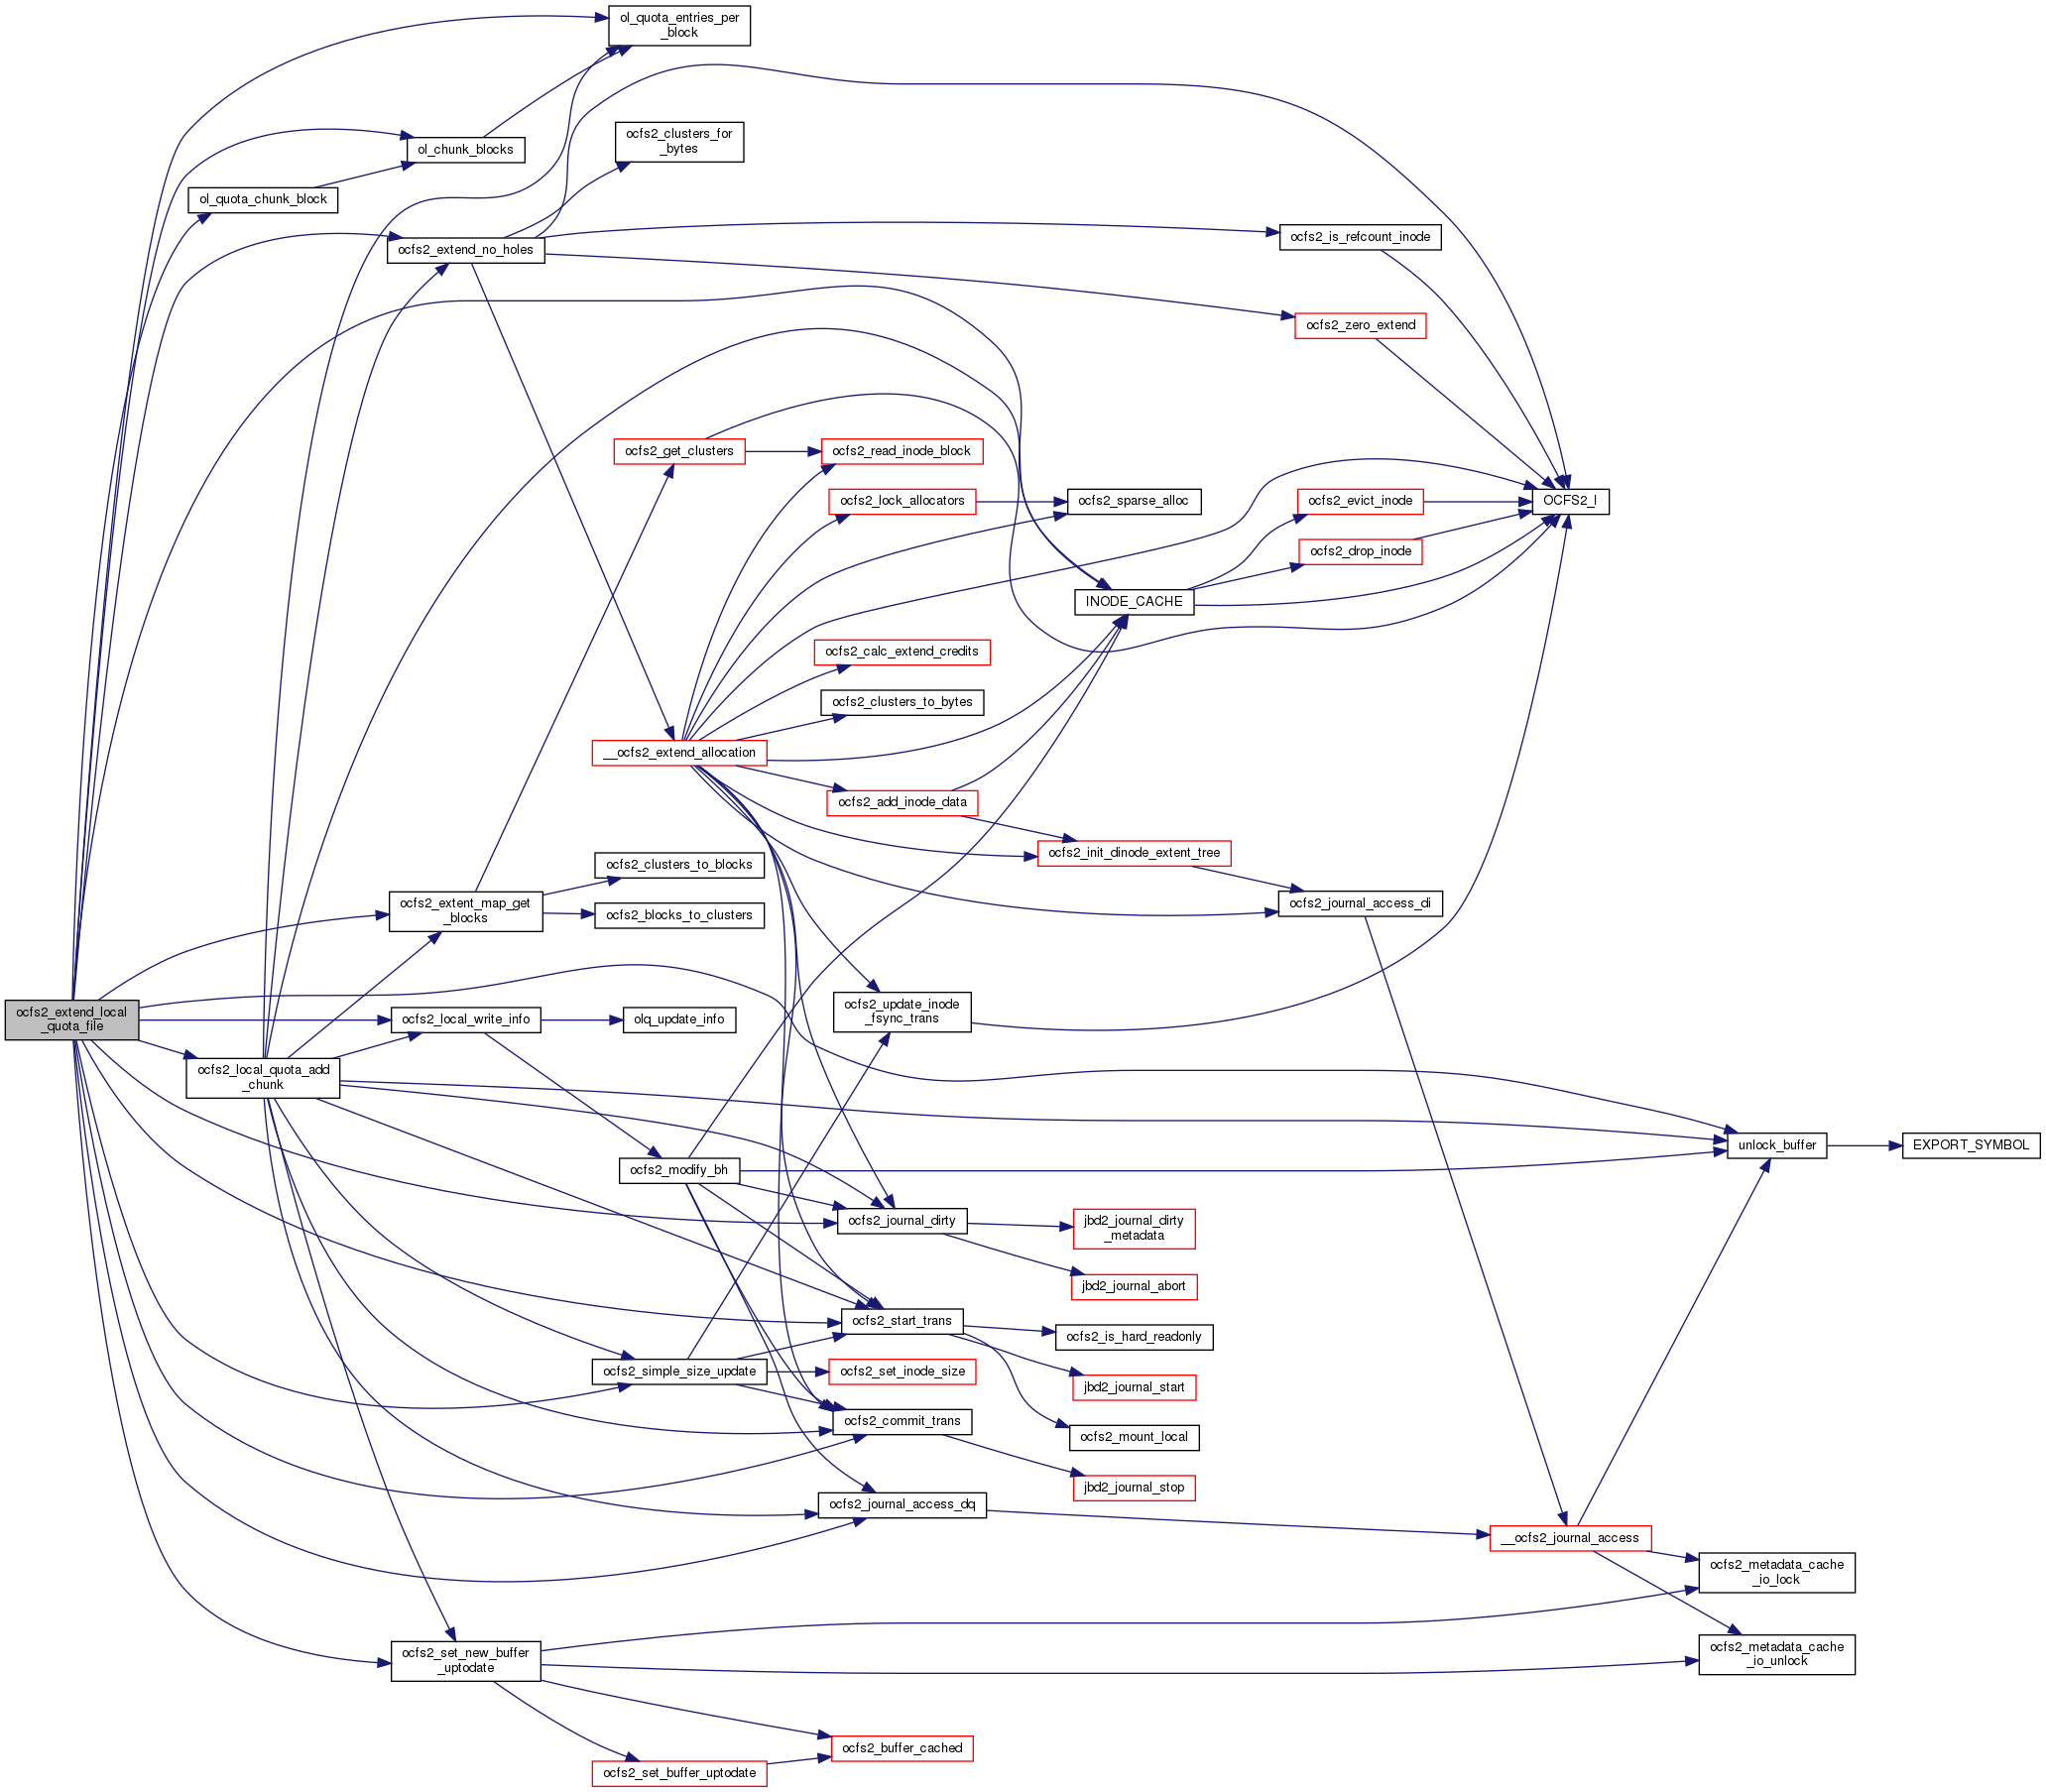 ol_quota_entries_per
_block
ocfs2_clusters_for
_bytes
ol_chunk_blocks
ol_quota_chunk_block
ocfs2_extend_no_holes
ocfs2_is_refcount_inode
ocfs2_zero_extend
ocfs2_get_clusters
ocfs2_read_inode_block
ocfs2_lock_allocators
ocfs2_sparse_alloc
ocfs2_evict_inode
OCFS2_I
ocfs2_drop_inode
INODE_CACHE
ocfs2_calc_extend_credits
ocfs2_clusters_to_bytes
__ocfs2_extend_allocation
ocfs2_add_inode_data
ocfs2_init_dinode_extent_tree
ocfs2_clusters_to_blocks
ocfs2_extent_map_get
_blocks
ocfs2_blocks_to_clusters
ocfs2_journal_access_di
ocfs2_extend_local
_quota_file
ocfs2_local_write_info
olq_update_info
ocfs2_update_inode
_fsync_trans
ocfs2_local_quota_add
_chunk
unlock_buffer
EXPORT_SYMBOL
ocfs2_modify_bh
ocfs2_journal_dirty
jbd2_journal_dirty
_metadata
jbd2_journal_abort
ocfs2_start_trans
ocfs2_is_hard_readonly
ocfs2_simple_size_update
ocfs2_set_inode_size
jbd2_journal_start
ocfs2_commit_trans
ocfs2_mount_local
jbd2_journal_stop
ocfs2_journal_access_dq
__ocfs2_journal_access
ocfs2_metadata_cache
_io_lock
ocfs2_set_new_buffer
_uptodate
ocfs2_metadata_cache
_io_unlock
ocfs2_buffer_cached
ocfs2_set_buffer_uptodate